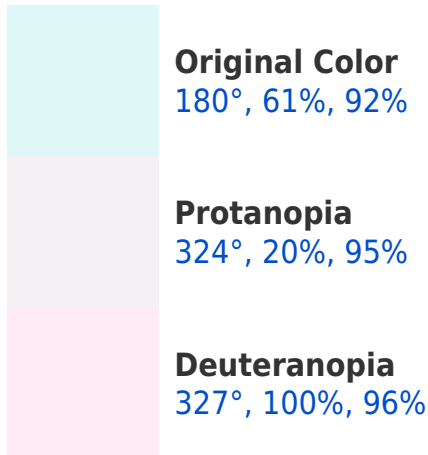 Original Color
180°, 61%, 92%
Protanopia
324°, 20%, 95%
Deuteranopia
327°, 100%, 96%